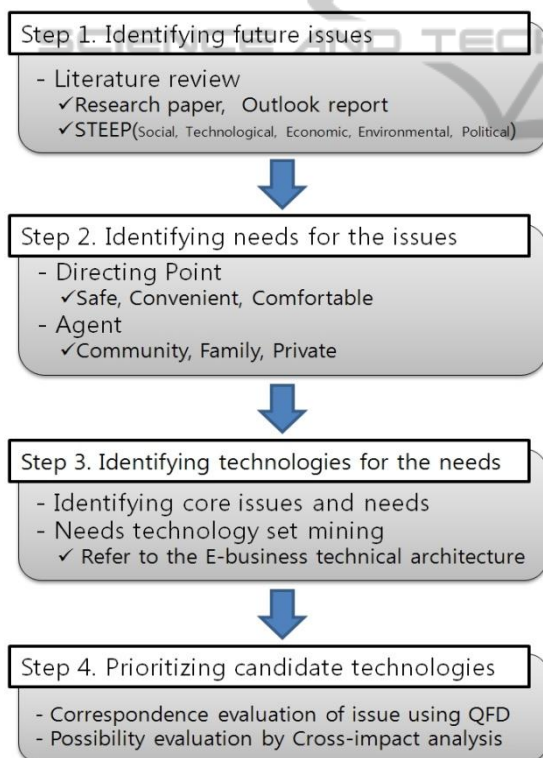 Step 1. Identifying future issues
SCIENCE AND TECH
- Literature review
✓Research paper, Outlook report
✓STEEP(Social, Technological, Economic, Environmental, Political)
Step 2. Identifying needs for the issues
- Directing Point
✓Safe, Convenient, Comfortable
- Agent
✓Community, Family, Private
Step 3. Identifying technologies for the needs
- Identifying core issues and needs
- Needs technology set mining
✓ Refer to the E-business technical architecture
Step 4. Prioritizing candidate technologies
- Correspondence evaluation of issue using QFD
- Possibility evaluation by Cross-impact analysis